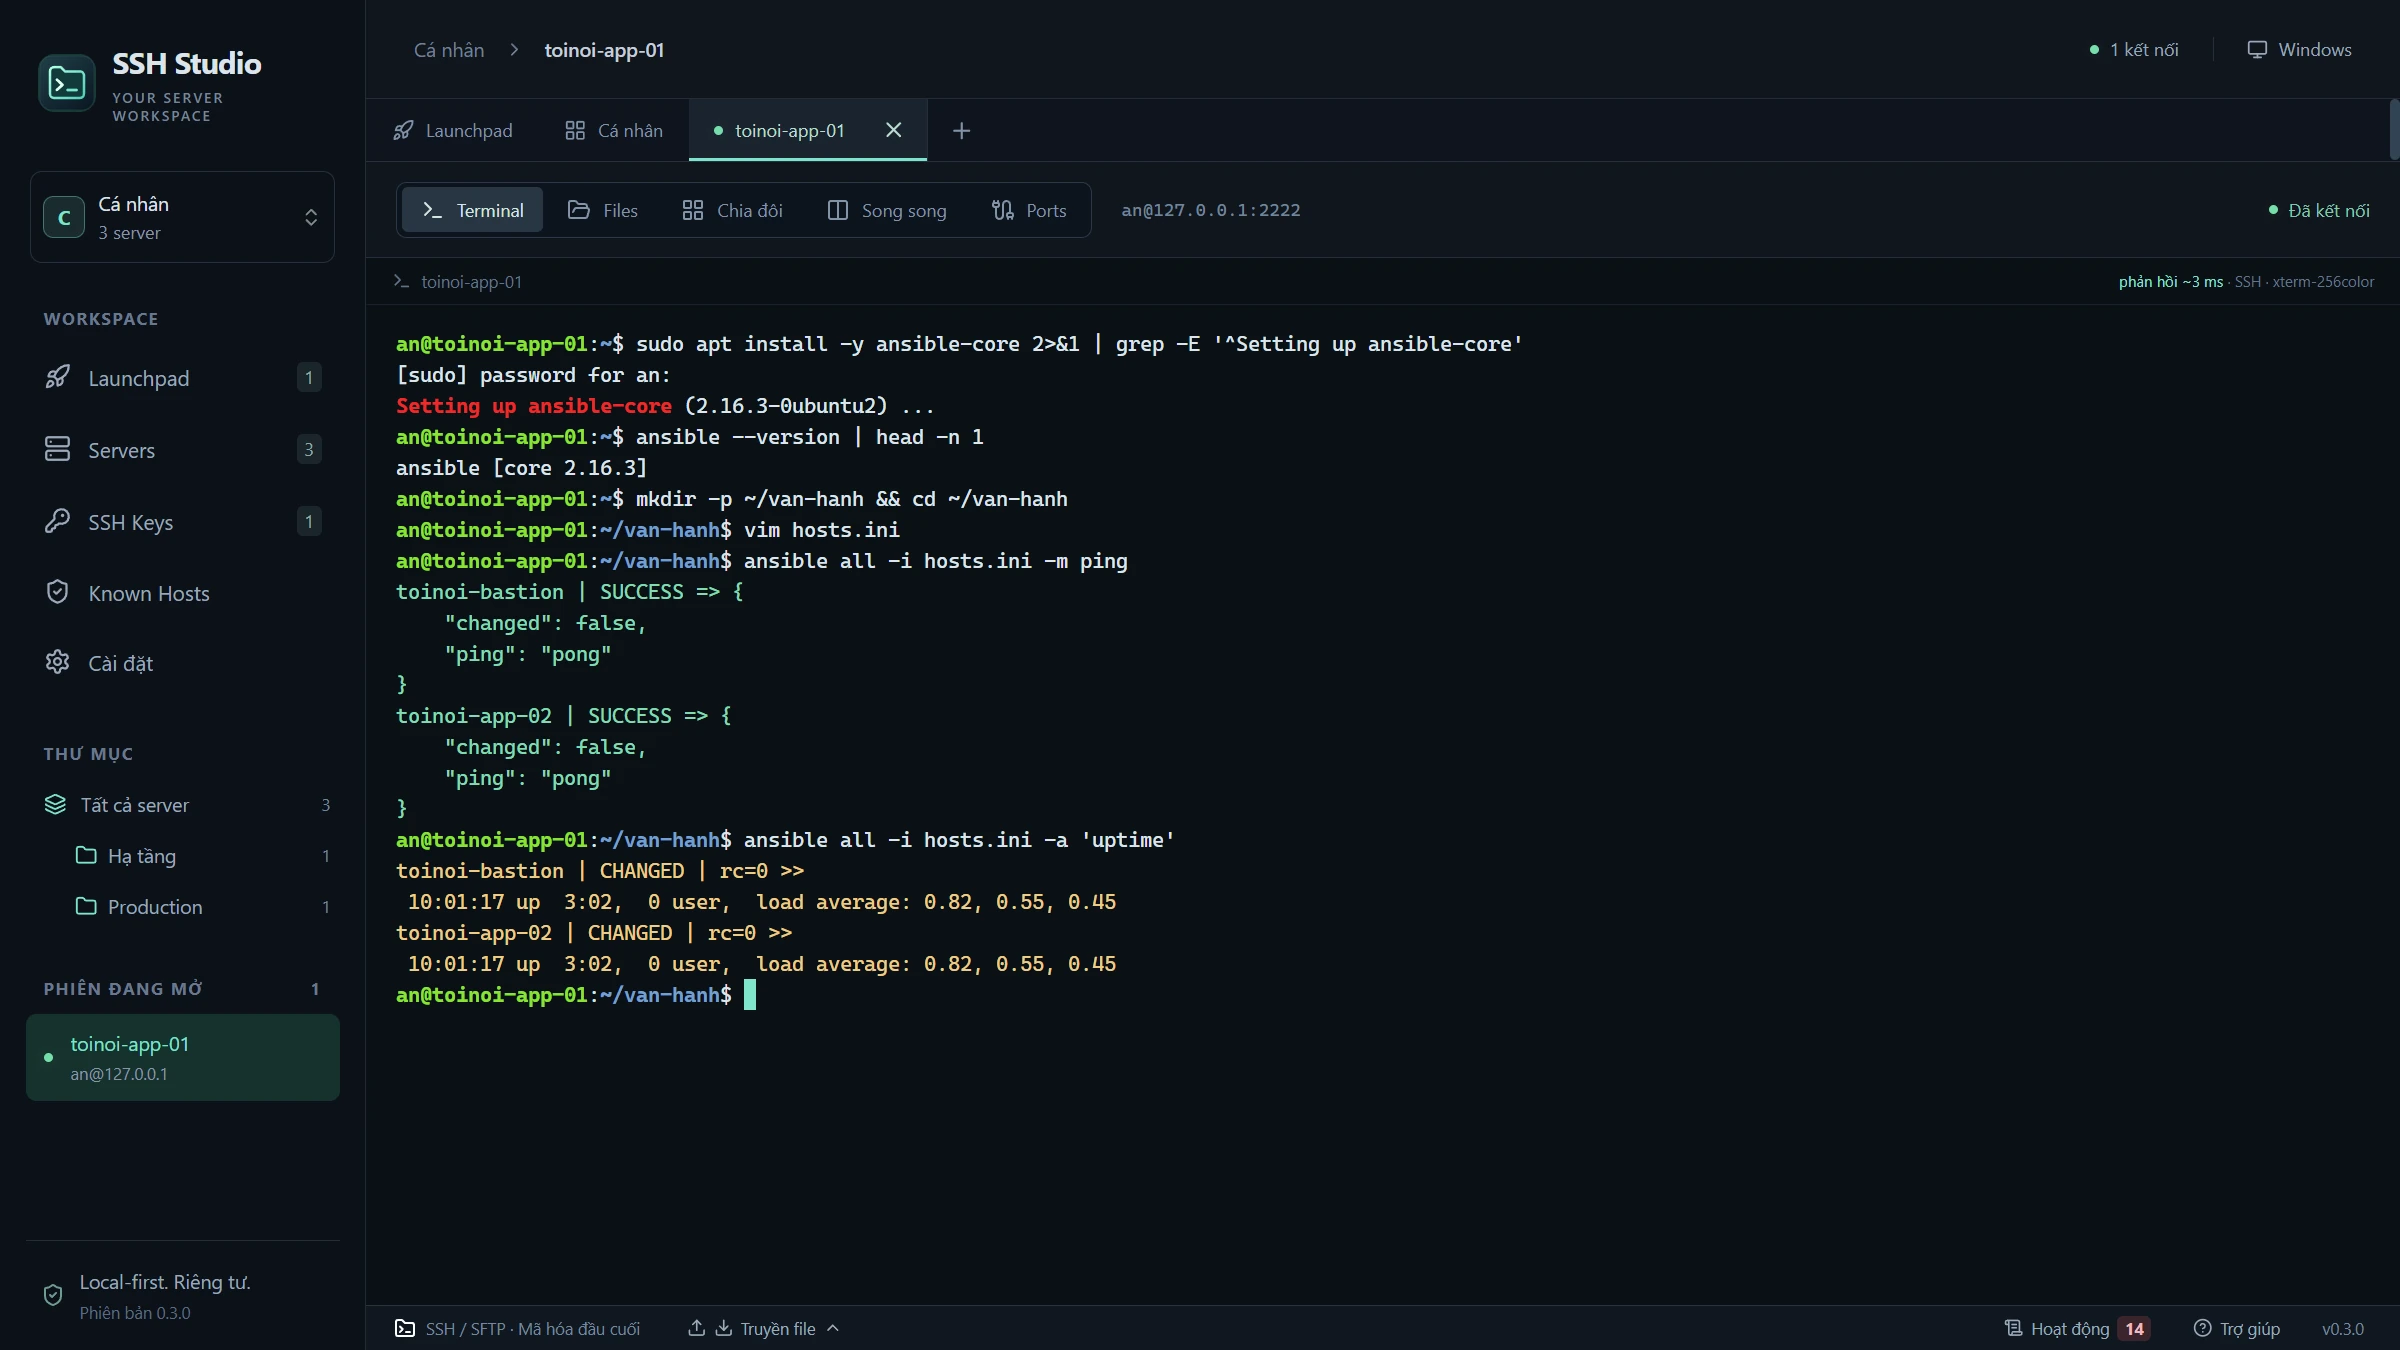 SSH Studio
YOUR SERVER
WORKSPACE
C
Cá nhân
3 server
WORKSPACE
Launchpad
1
Servers
3
SSH Keys
1
Known Hosts
Cài đặt
THƯ MỤC
Tất cả server
3
Hạ tầng
1
Production
1
PHIÊN ĐANG MỞ
1
toinoi-app-01
an@127.0.0.1
Local-first. Riêng tư.
Phiên bản 0.3.0
Cá nhân > toinoi-app-01
1 kết nối
Windows
Launchpad
Cá nhân
toinoi-app-01
Terminal
Files
Chia đôi
Song song
Ports
an@127.0.0.1:2222
Đã kết nối
toinoi-app-01
phản hồi ~3 ms · SSH · xterm-256color
an@toinoi-app-01:~$ sudo apt install -y ansible-core 2>&1 | grep -E '^Setting up ansible-core'
[sudo] password for an:
Setting up ansible-core (2.16.3-0ubuntu2) ...
an@toinoi-app-01:~$ ansible --version | head -n 1
ansible [core 2.16.3]
an@toinoi-app-01:~$ mkdir -p ~/van-hanh && cd ~/van-hanh
an@toinoi-app-01:~/van-hanh$ vim hosts.ini
an@toinoi-app-01:~/van-hanh$ ansible all -i hosts.ini -m ping
toinoi-bastion | SUCCESS => {
    "changed": false,
    "ping": "pong"
}
toinoi-app-02 | SUCCESS => {
    "changed": false,
    "ping": "pong"
}
an@toinoi-app-01:~/van-hanh$ ansible all -i hosts.ini -a 'uptime'
toinoi-bastion | CHANGED | rc=0 >>
 10:01:17 up  3:02,  0 user,  load average: 0.82, 0.55, 0.45
toinoi-app-02 | CHANGED | rc=0 >>
 10:01:17 up  3:02,  0 user,  load average: 0.82, 0.55, 0.45
an@toinoi-app-01:~/van-hanh$
SSH / SFTP · Mã hóa đầu cuối
Truyền file
Hoạt động
14
Trợ giúp
v0.3.0